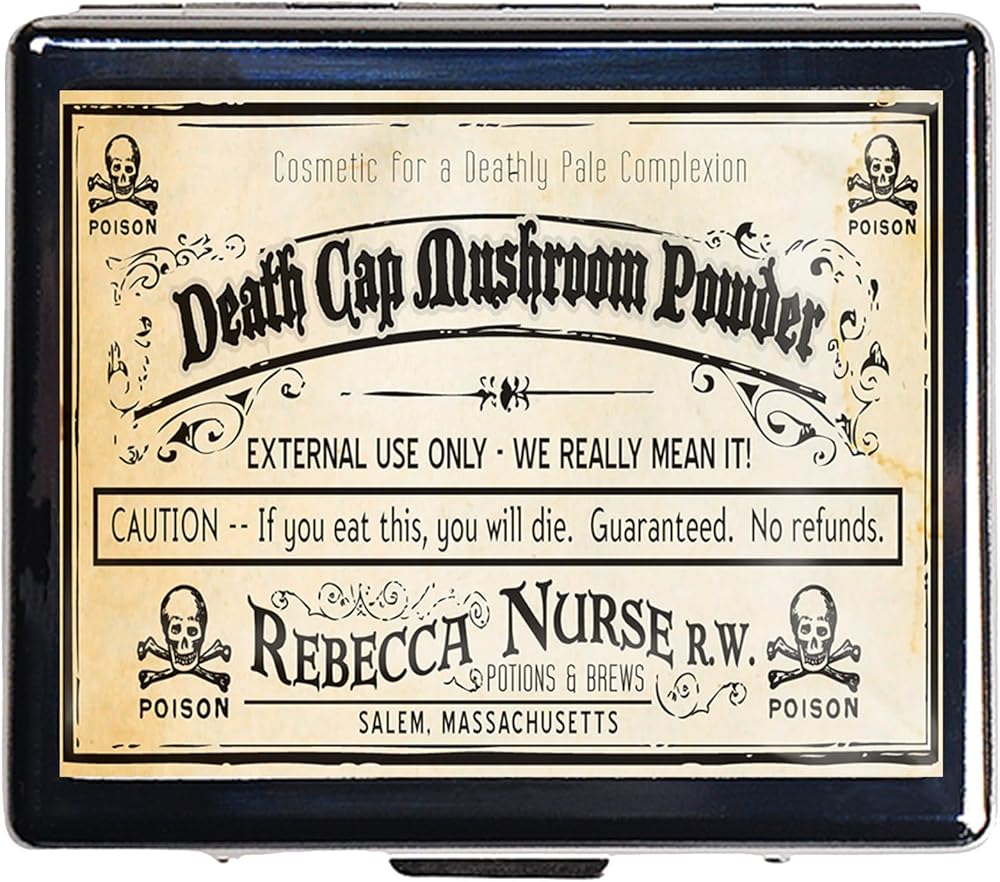 Cosmetic for a Deathly Pale Complexion
POISON
POISON
Death Cap Mushroom Powder
EXTERNAL USE ONLY - WE REALLY MEAN IT!
CAUTION -- If you eat this, you will die. Guaranteed. No refunds.
REBECCA NURSE R.W.
POTIONS & BREWS
POISON
POISON
SALEM, MASSACHUSETTS